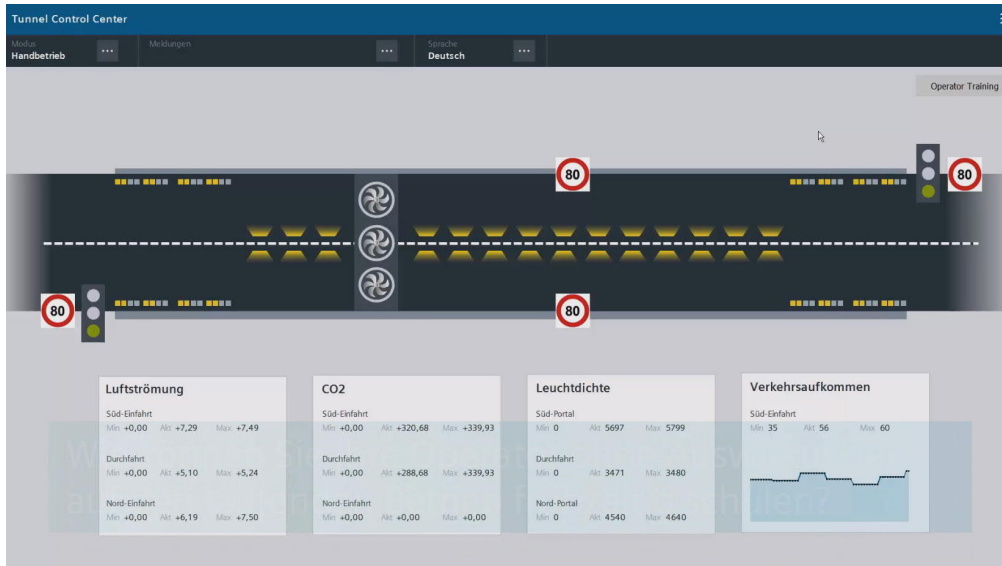 Tunnel Control Center
Modus
Handbetrieb
...
Meldungen
...
Sprache
Deutsch
...
Operator Training
80
80
80
80
Luftströmung
Süd-Einfahrt
Min +0,00 Akt +7,29 Max +7,49
Durchfahrt
Min +0,00 Akt +5,10 Max +5,24
Nord-Einfahrt
Min +0,00 Akt +6,19 Max +7,50
CO2
Süd-Einfahrt
Min +0,00 Akt +320,68 Max +339,93
Durchfahrt
Min +0,00 Akt +288,68 Max +339,93
Nord-Einfahrt
Min +0,00 Akt +0,00 Max +0,00
Leuchtdichte
Süd-Portal
Min 0 Akt 5697 Max 5799
Durchfahrt
Min 0 Akt 3471 Max 3480
Nord-Portal
Min 0 Akt 4540 Max 4640
Verkehrsaufkommen
Süd-Einfahrt
Min 35 Akt 56 Max 60